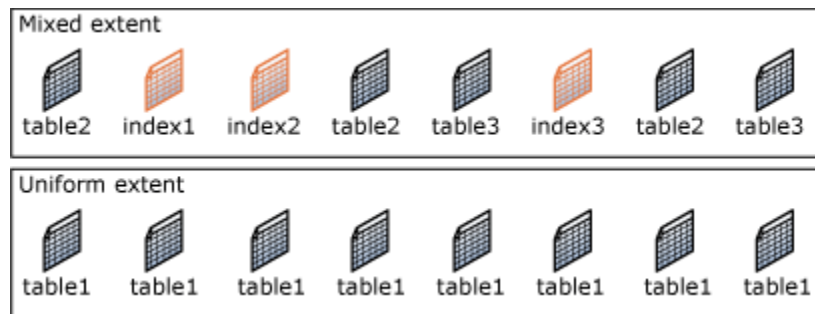 Mixed extent
table2 index1 index2 table2 table3 index3 table2 table3
Uniform extent
table1 table1 table1 table1 table1 table1 table1 table1